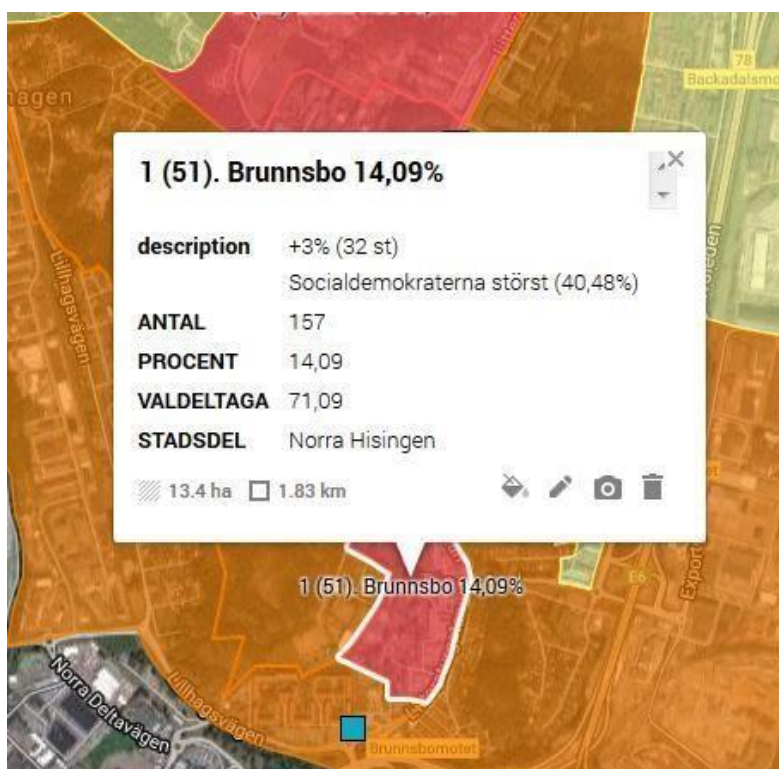 78
Backadalsmo
hagen
1 (51). Brunnsbo 14,09%
description +3% (32 st)
Socialdemokraterna störst (40,48%)
ANTAL 157
PROCENT 14,09
VALDELTAGA 71,09
STADSDEL Norra Hisingen
13.4 ha 1.83 km
Lillhagsvägen
1 (51). Brunnsbo 14,09%
E6
Export
Norra Deltavägen
Lillhagsvägen
Brunnsbomotet